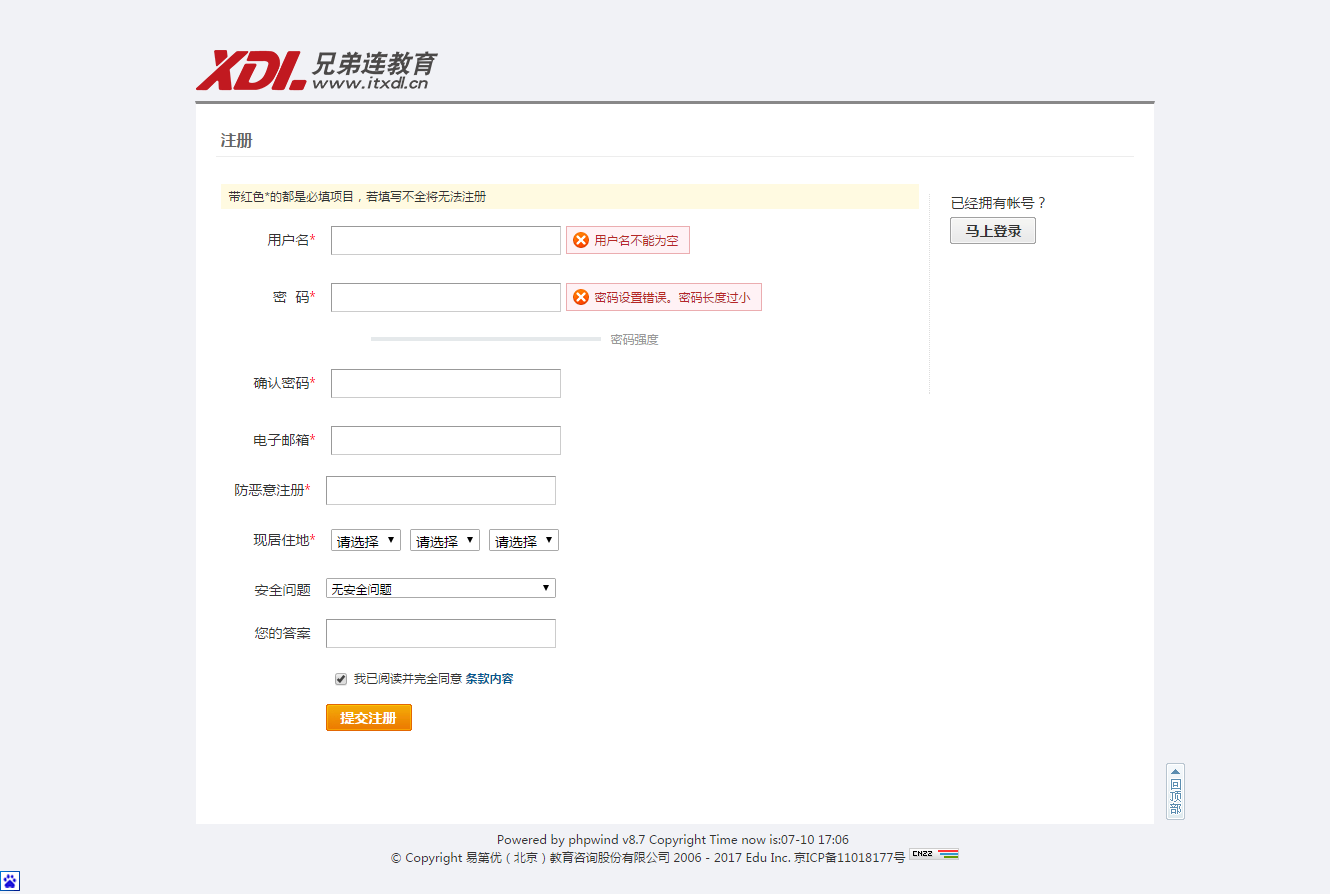 XDL 兄弟连教育
www.itxdl.cn
注册
带红色*的都是必填项目，若填写不全将无法注册
已经拥有帐号？
马上登录
用户名* 用户名不能为空
密 码* 密码设置错误。密码长度过小
密码强度
确认密码*
电子邮箱*
防恶意注册*
现居住地* 请选择 请选择 请选择
安全问题 无安全问题
您的答案
我已阅读并完全同意 条款内容
提交注册
回顶部
Powered by phpwind v8.7 Copyright Time now is:07-10 17:06
© Copyright 易第优（北京）教育咨询股份有限公司 2006 - 2017 Edu Inc. 京ICP备11018177号 CNZZ